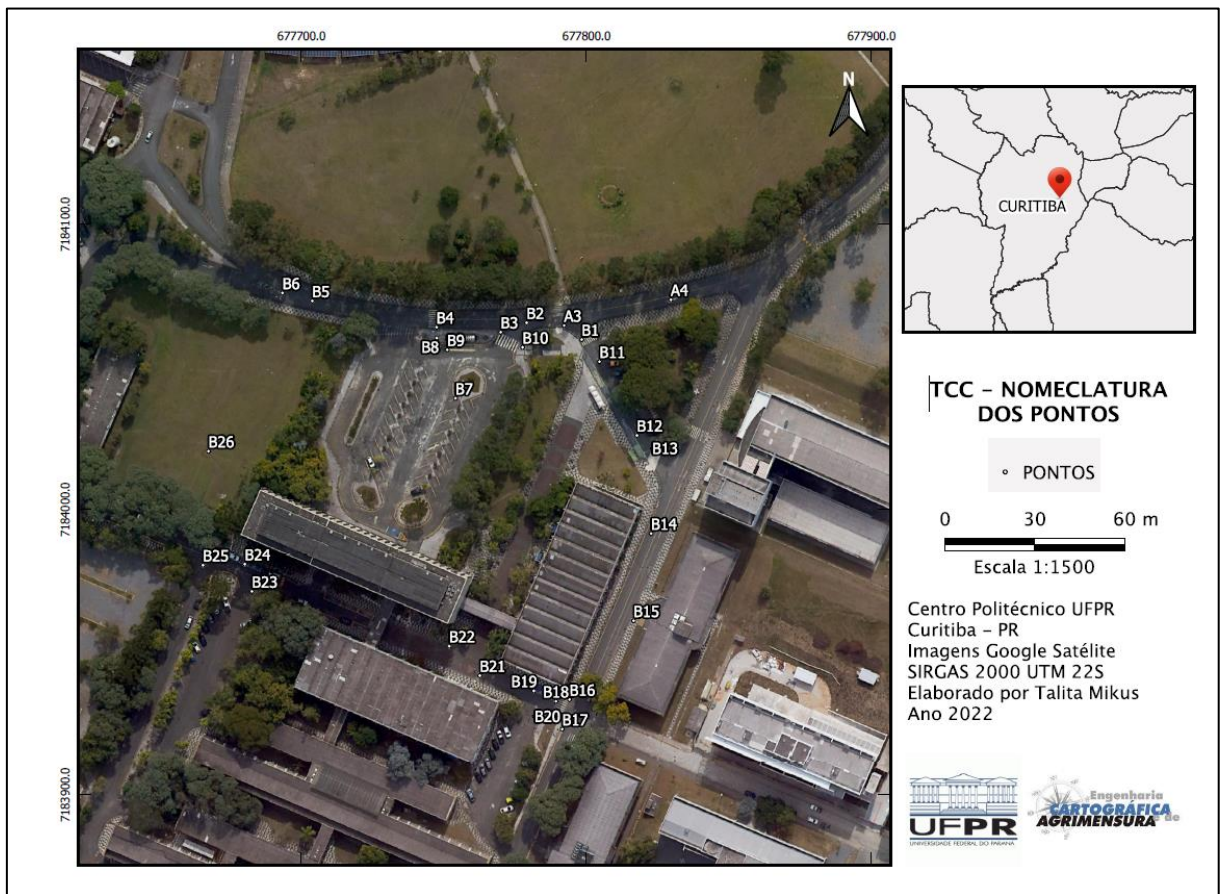 677700.0
677800.0
677900.0
7184100.0
7184000.0
7183900.0
N
B6
B5
B4
B2
A3
A4
B3
B1
B8
B9
B10
B11
B7
B12
B13
B26
B14
B25
B24
B23
B15
B22
B21
B19
B18
B16
B20
B17
CURITIBA
TCC – NOMECLATURA
DOS PONTOS
PONTOS
0 30 60 m
Escala 1:1500
Centro Politécnico UFPR
Curitiba – PR
Imagens Google Satélite
SIRGAS 2000 UTM 22S
Elaborado por Talita Mikus
Ano 2022
UFPR
UNIVERSIDADE FEDERAL DO PARANÁ
Engenharia
CARTOGRÁFICA
e de
AGRIMENSURA